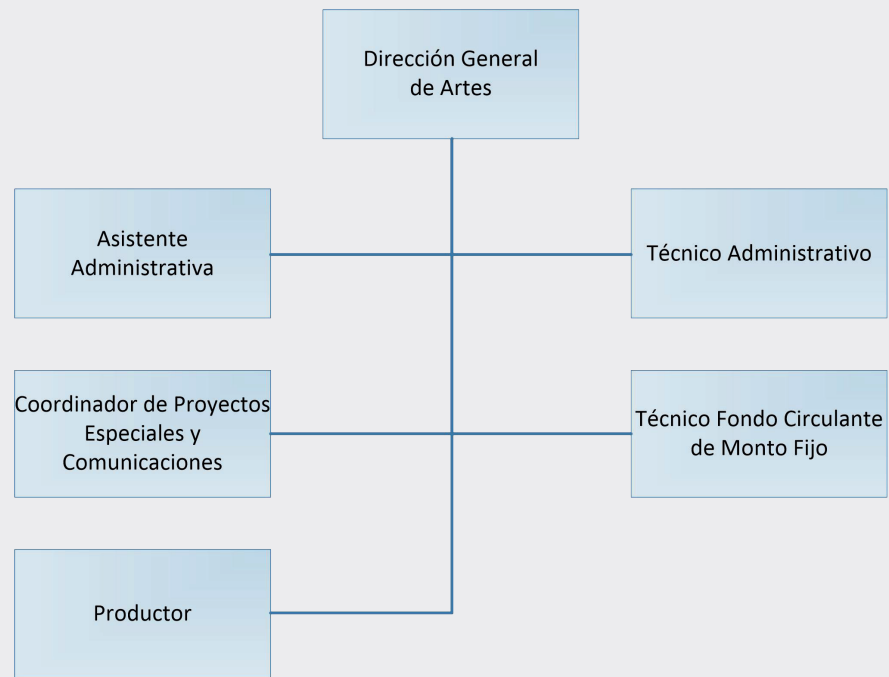 Dirección General
de Artes
Asistente
Administrativa
Técnico Administrativo
Coordinador de Proyectos
Especiales y
Comunicaciones
Técnico Fondo Circulante
de Monto Fijo
Productor